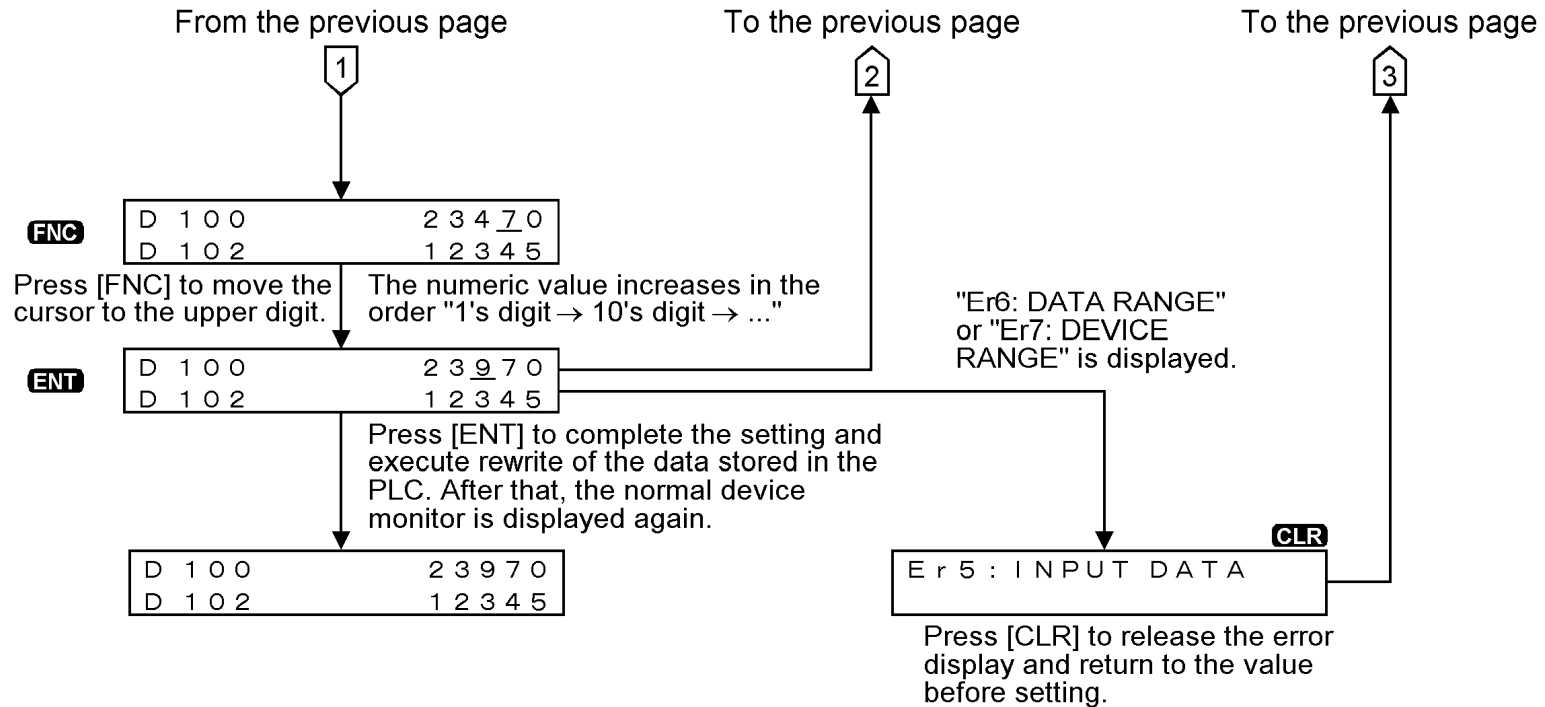 From the previous page
To the previous page
To the previous page
1
2
3
FNC
D 100 23470
D 102 12345
Press [FNC] to move the
cursor to the upper digit.
The numeric value increases in the
order "1's digit → 10's digit → ..."
"Er6: DATA RANGE"
or "Er7: DEVICE
RANGE" is displayed.
ENT
D 100 23970
D 102 12345
Press [ENT] to complete the setting and
execute rewrite of the data stored in the
PLC. After that, the normal device
monitor is displayed again.
D 100 23970
D 102 12345
CLR
Er5: INPUT DATA
Press [CLR] to release the error
display and return to the value
before setting.